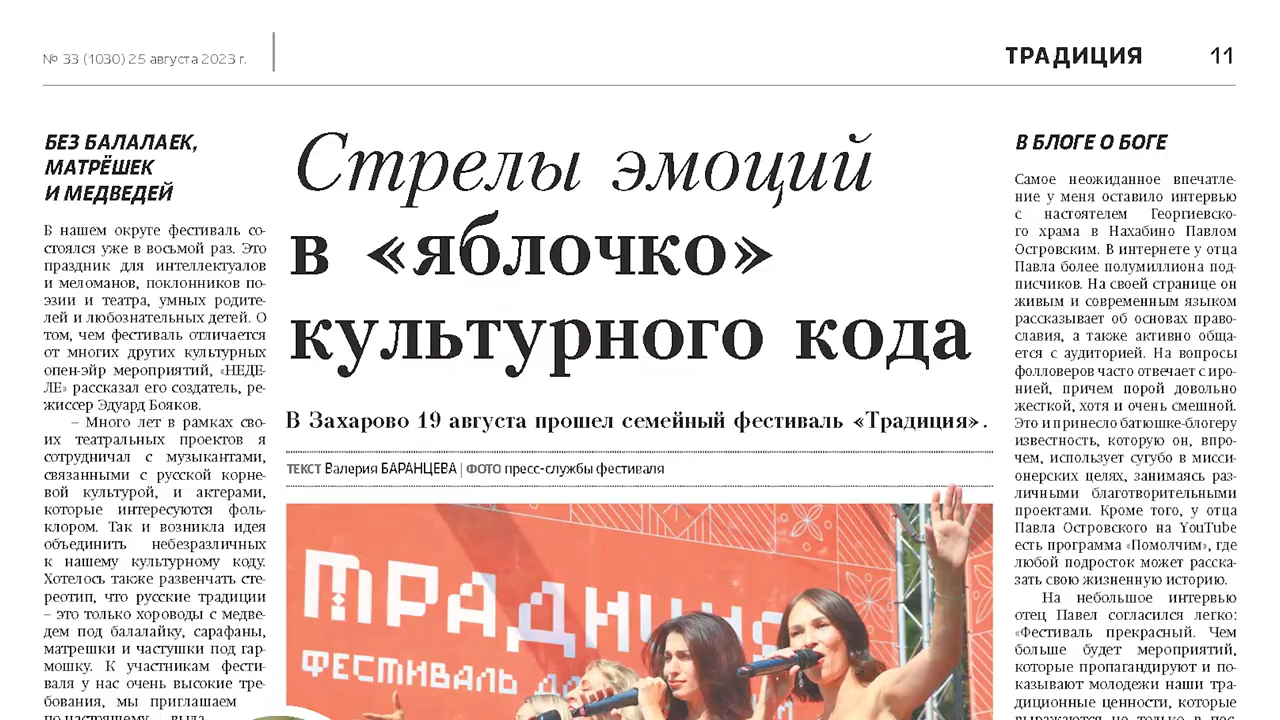 № 33 (1030) 25 августа 2023 г.
ТРАДИЦИЯ
11
БЕЗ БАЛАЛАЕК,
МАТРЁШЕК
И МЕДВЕДЕЙ
В нашем округе фестиваль со-
стоялся уже в восьмой раз. Это
праздник для интеллектуалов
и меломанов, поклонников по-
эзии и театра, умных родите-
лей и любознательных детей. О
том, чем фестиваль отличается
от многих других культурных
опен-эйр мероприятий, «НЕДЕ-
ЛЕ» рассказал его создатель, ре-
жиссер Эдуард Бояков.
– Много лет в рамках сво-
их театральных проектов я
сотрудничал с музыкантами,
связанными с русской корне-
вой культурой, и актерами,
которые интересуются фоль-
клором. Так и возникла идея
объединить небезразличных
к нашему культурному коду.
Хотелось также развенчать сте-
реотип, что русские традиции
– это только хороводы с медве-
дем под балалайку, сарафаны,
матрешки и частушки под гар-
мошку. К участникам фести-
валя у нас очень высокие тре-
бования, мы приглашаем
по-настоящему
Стрелы эмоций
в «яблочко»
культурного кода
В Захарово 19 августа прошел семейный фестиваль «Традиция».
ТЕКСТ Валерия БАРАНЦЕВА | ФОТО пресс-службы фестиваля
ТРАДИЦИЯ
ФЕСТИВАЛЬ
В БЛОГЕ О БОГЕ
Самое неожиданное впечатле-
ние у меня оставило интервью
с настоятелем Георгиевско-
го храма в Нахабино Павлом
Островским. В интернете у отца
Павла более полумиллиона под-
писчиков. На своей странице он
живым и современным языком
рассказывает об основах право-
славия, а также активно обща-
ется с аудиторией. На вопросы
фолловеров часто отвечает с иро-
нией, причем порой довольно
жесткой, хотя и очень смешной.
Это и принесло батюшке-блогеру
известность, которую он, впро-
чем, использует сугубо в мисси-
онерских целях, занимаясь раз-
личными благотворительными
проектами. Кроме того, у отца
Павла Островского на YouTube
есть программа «Помолчим», где
любой подросток может расска-
зать свою жизненную историю.
На небольшое интервью
отец Павел согласился легко:
«Фестиваль прекрасный. Чем
больше будет мероприятий,
которые пропагандируют и по-
казывают молодежи наши тра-
диционные ценности, которые
выражаются не только в